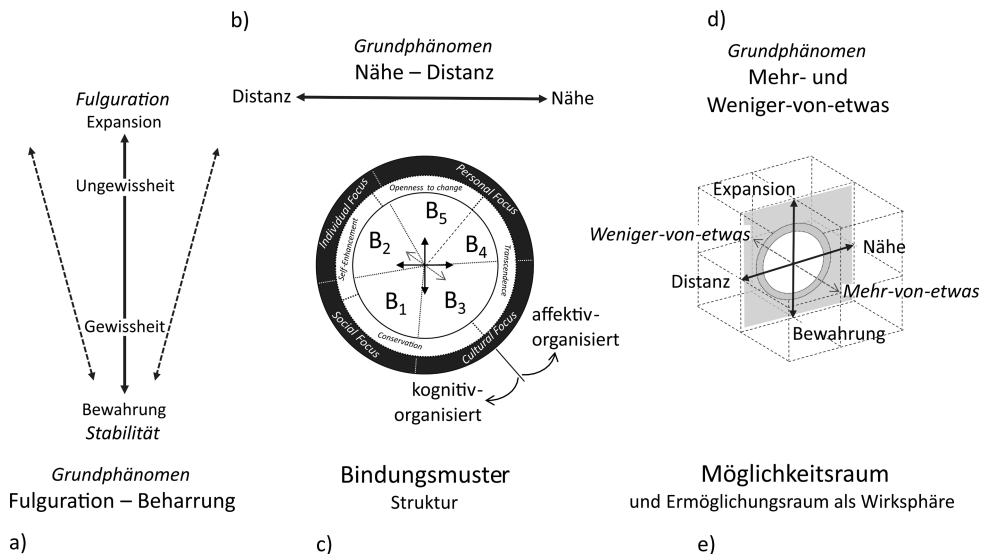 b)
Grundphänomen
Nähe – Distanz
Distanz
Nähe
d)
Grundphänomen
Mehr- und
Weniger-von-etwas
Fulguration
Expansion
Ungewissheit
Gewissheit
Bewahrung
Stabilität
Grundphänomen
Fulguration – Beharrung
a)
Individual Focus
Personal Focus
Social Focus
Cultural Focus
Openness to change
Self-Enhancement
Transcendence
Conservation
B5
B2
B4
B1
B3
affektiv-
organisiert
kognitiv-
organisiert
Bindungsmuster
Struktur
c)
Expansion
Weniger-von-etwas
Nähe
Distanz
Mehr-von-etwas
Bewahrung
Möglichkeitsraum
und Ermöglichungsraum als Wirksphäre
e)